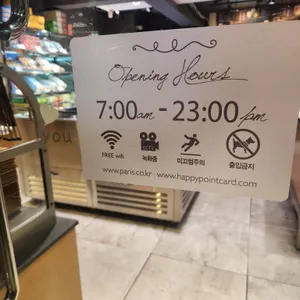 Opening Hours
7:00am - 23:00pm
FREE wifi 녹화중 미끄럼주의 출입금지
www.paris.co.kr www.happypointcard.com
you